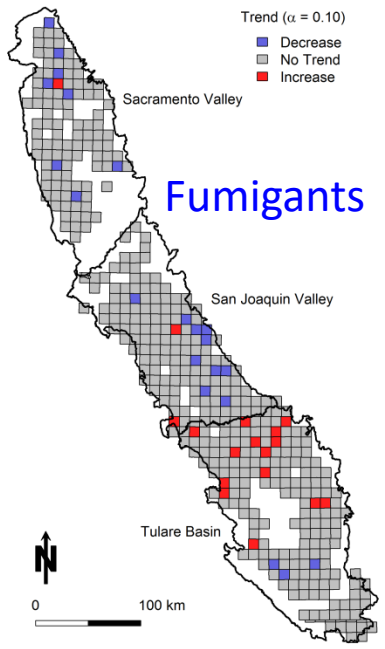 Trend (α = 0.10)
Decrease
No Trend
Increase
Sacramento Valley
Fumigants
San Joaquin Valley
Tulare Basin
N
0 100 km